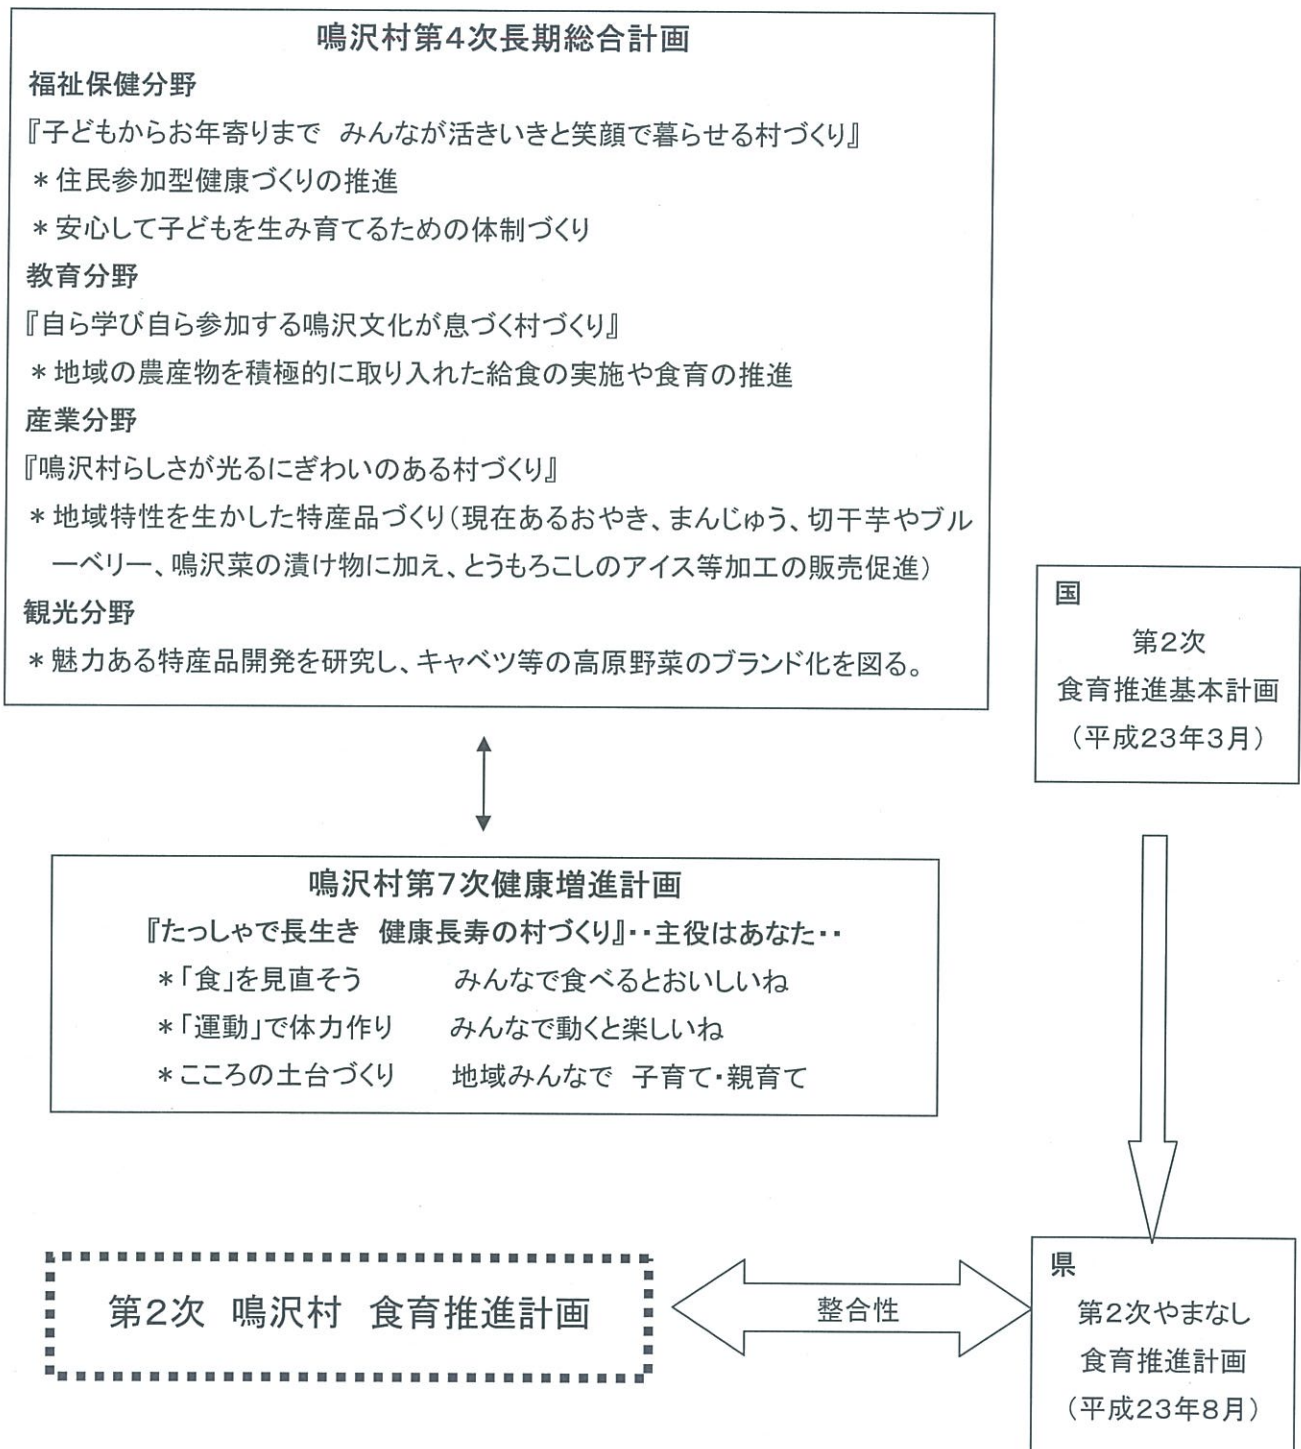 鳴沢村第4次長期総合計画
福祉保健分野
『子どもからお年寄りまで みんなが活きいきと笑顔で暮らせる村づくり』
＊住民参加型健康づくりの推進
＊安心して子どもを生み育てるための体制づくり
教育分野
『自ら学び自ら参加する鳴沢文化が息づく村づくり』
＊地域の農産物を積極的に取り入れた給食の実施や食育の推進
産業分野
『鳴沢村らしさが光るにぎわいのある村づくり』
＊地域特性を生かした特産品づくり（現在あるおやき、まんじゅう、切干芋やブル
ーベリー、鳴沢菜の漬け物に加え、とうもろこしのアイス等加工の販売促進）
観光分野
＊魅力ある特産品開発を研究し、キャベツ等の高原野菜のブランド化を図る。
国
第2次
食育推進基本計画
（平成23年3月）
鳴沢村第7次健康増進計画
『たっしゃで長生き 健康長寿の村づくり』・・主役はあなた・・
＊「食」を見直そう みんなで食べるとおいしいね
＊「運動」で体力作り みんなで動くと楽しいね
＊こころの土台づくり 地域みんなで 子育て・親育て
第2次 鳴沢村 食育推進計画
整合性
県
第2次やまなし
食育推進計画
（平成23年8月）